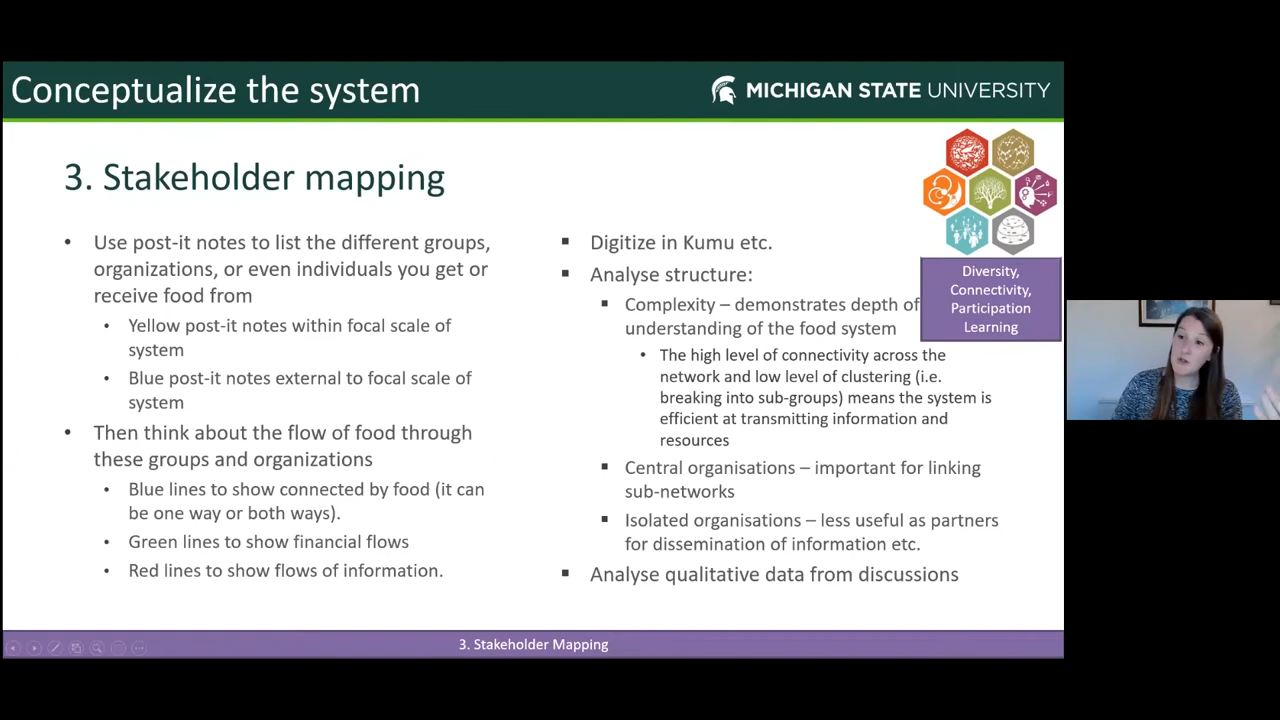 Conceptualize the system
MICHIGAN STATE UNIVERSITY
3. Stakeholder mapping
• Use post-it notes to list the different groups,
organizations, or even individuals you get or
receive food from
• Yellow post-it notes within focal scale of
system
• Blue post-it notes external to focal scale of
system
• Then think about the flow of food through
these groups and organizations
• Blue lines to show connected by food (it can
be one way or both ways).
• Green lines to show financial flows
• Red lines to show flows of information.
▪ Digitize in Kumu etc.
▪ Analyse structure:
▪ Complexity – demonstrates depth of
understanding of the food system
• The high level of connectivity across the
network and low level of clustering (i.e.
breaking into sub-groups) means the system is
efficient at transmitting information and
resources
▪ Central organisations – important for linking
sub-networks
▪ Isolated organisations – less useful as partners
for dissemination of information etc.
▪ Analyse qualitative data from discussions
Diversity,
Connectivity,
Participation
Learning
3. Stakeholder Mapping